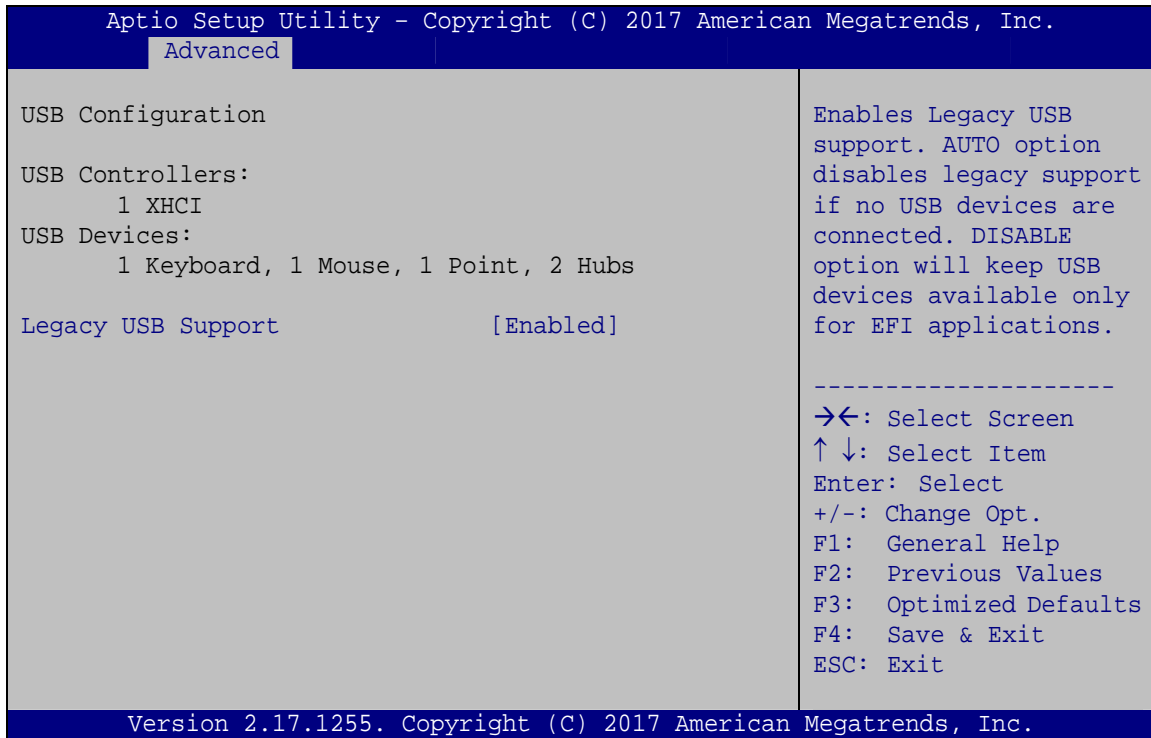 Aptio Setup Utility – Copyright (C) 2017 American Megatrends, Inc.
Advanced
USB Configuration
USB Controllers:
1 XHCI
USB Devices:
1 Keyboard, 1 Mouse, 1 Point, 2 Hubs
Legacy USB Support [Enabled]
Enables Legacy USB
support. AUTO option
disables legacy support
if no USB devices are
connected. DISABLE
option will keep USB
devices available only
for EFI applications.
---------------------
→←: Select Screen
↑ ↓: Select Item
Enter: Select
+/-: Change Opt.
F1: General Help
F2: Previous Values
F3: Optimized Defaults
F4: Save & Exit
ESC: Exit
Version 2.17.1255. Copyright (C) 2017 American Megatrends, Inc.